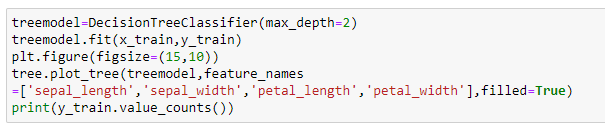 treemodel=DecisionTreeClassifier(max_depth=2)
treemodel.fit(x_train,y_train)
plt.figure(figsize=(15,10))
tree.plot_tree(treemodel,feature_names
=['sepal_length','sepal_width','petal_length','petal_width'],filled=True)
print(y_train.value_counts())